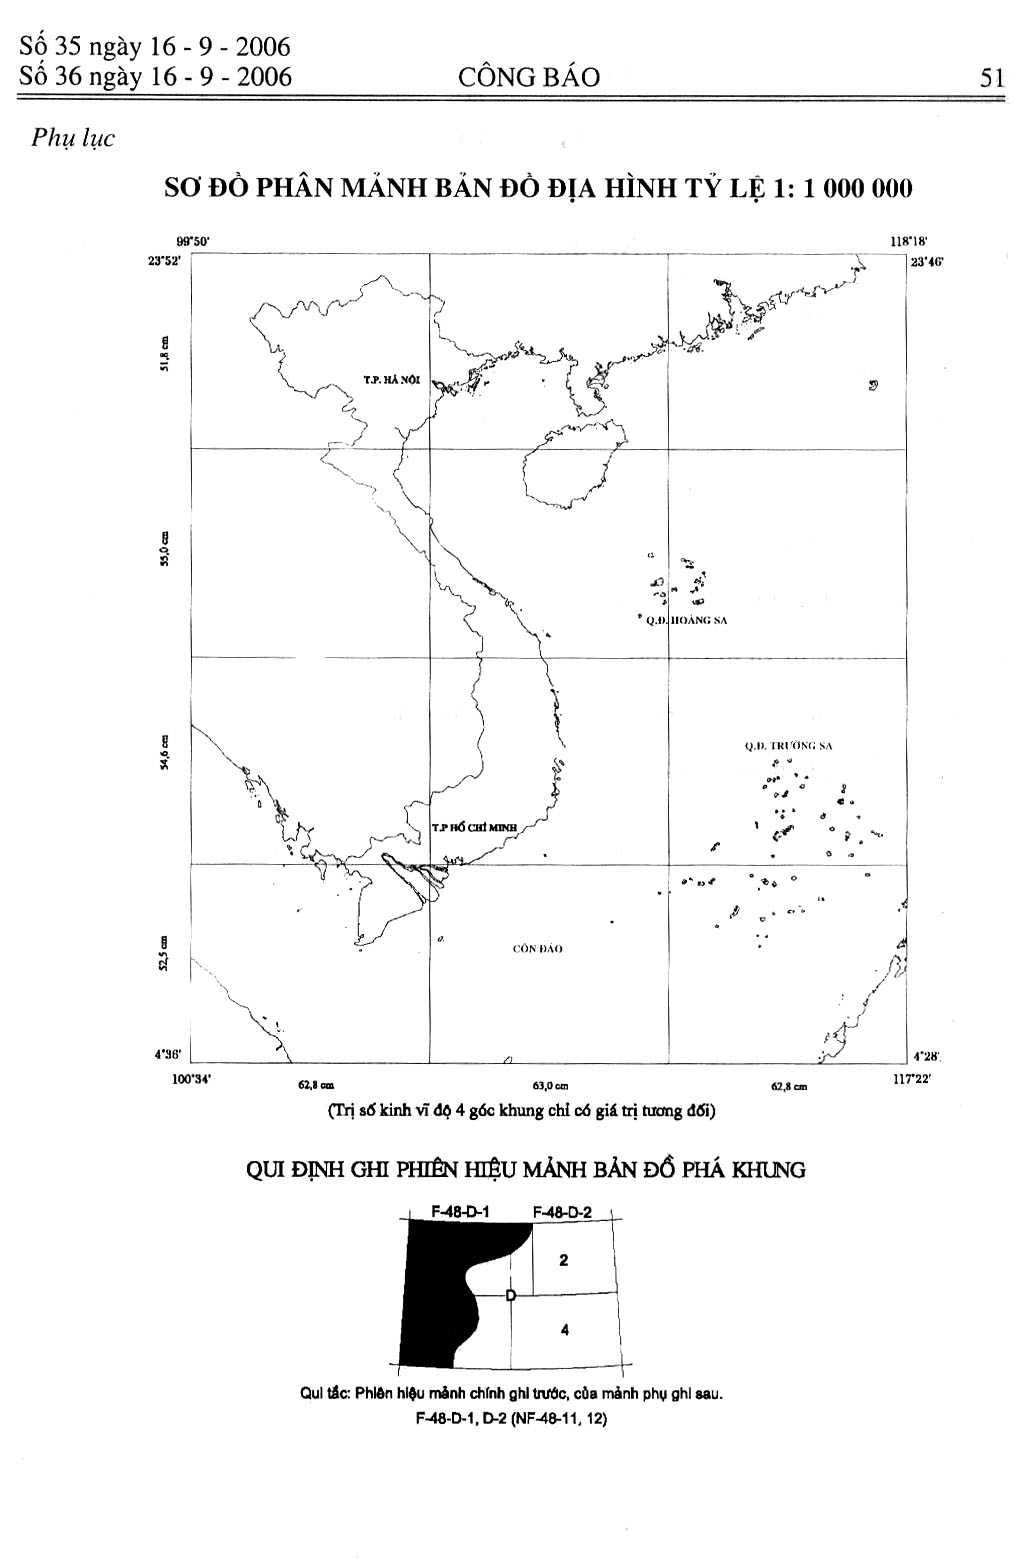 Số 35 ngày 16 - 9 - 2006
Số 36 ngày 16 - 9 - 2006 CÔNG BÁO 51
Phụ lục
SƠ ĐỒ PHÂN MẢNH BẢN ĐỒ ĐỊA HÌNH TỶ LỆ 1: 1 000 000
99°50' 118°18'
23°52' 23°46'
51,8 cm
T.P. HÀ NỘI
55,0 cm
Q.Đ. HOÀNG SA
54,6 cm
Q.Đ. TRƯỜNG SA
T.P HỒ CHÍ MINH
52,5 cm
CÔN ĐẢO
4°36' 4°28'
100°34' 62,8 cm 63,0 cm 62,8 cm 117°22'
(Trị số kinh vĩ độ 4 góc khung chỉ có giá trị tương đối)
QUI ĐỊNH GHI PHIÊN HIỆU MẢNH BẢN ĐỒ PHÁ KHUNG
F-48-D-1 F-48-D-2
2
D
4
Qui tắc: Phiên hiệu mảnh chính ghi trước, của mảnh phụ ghi sau.
F-48-D-1, D-2 (NF-48-11, 12)